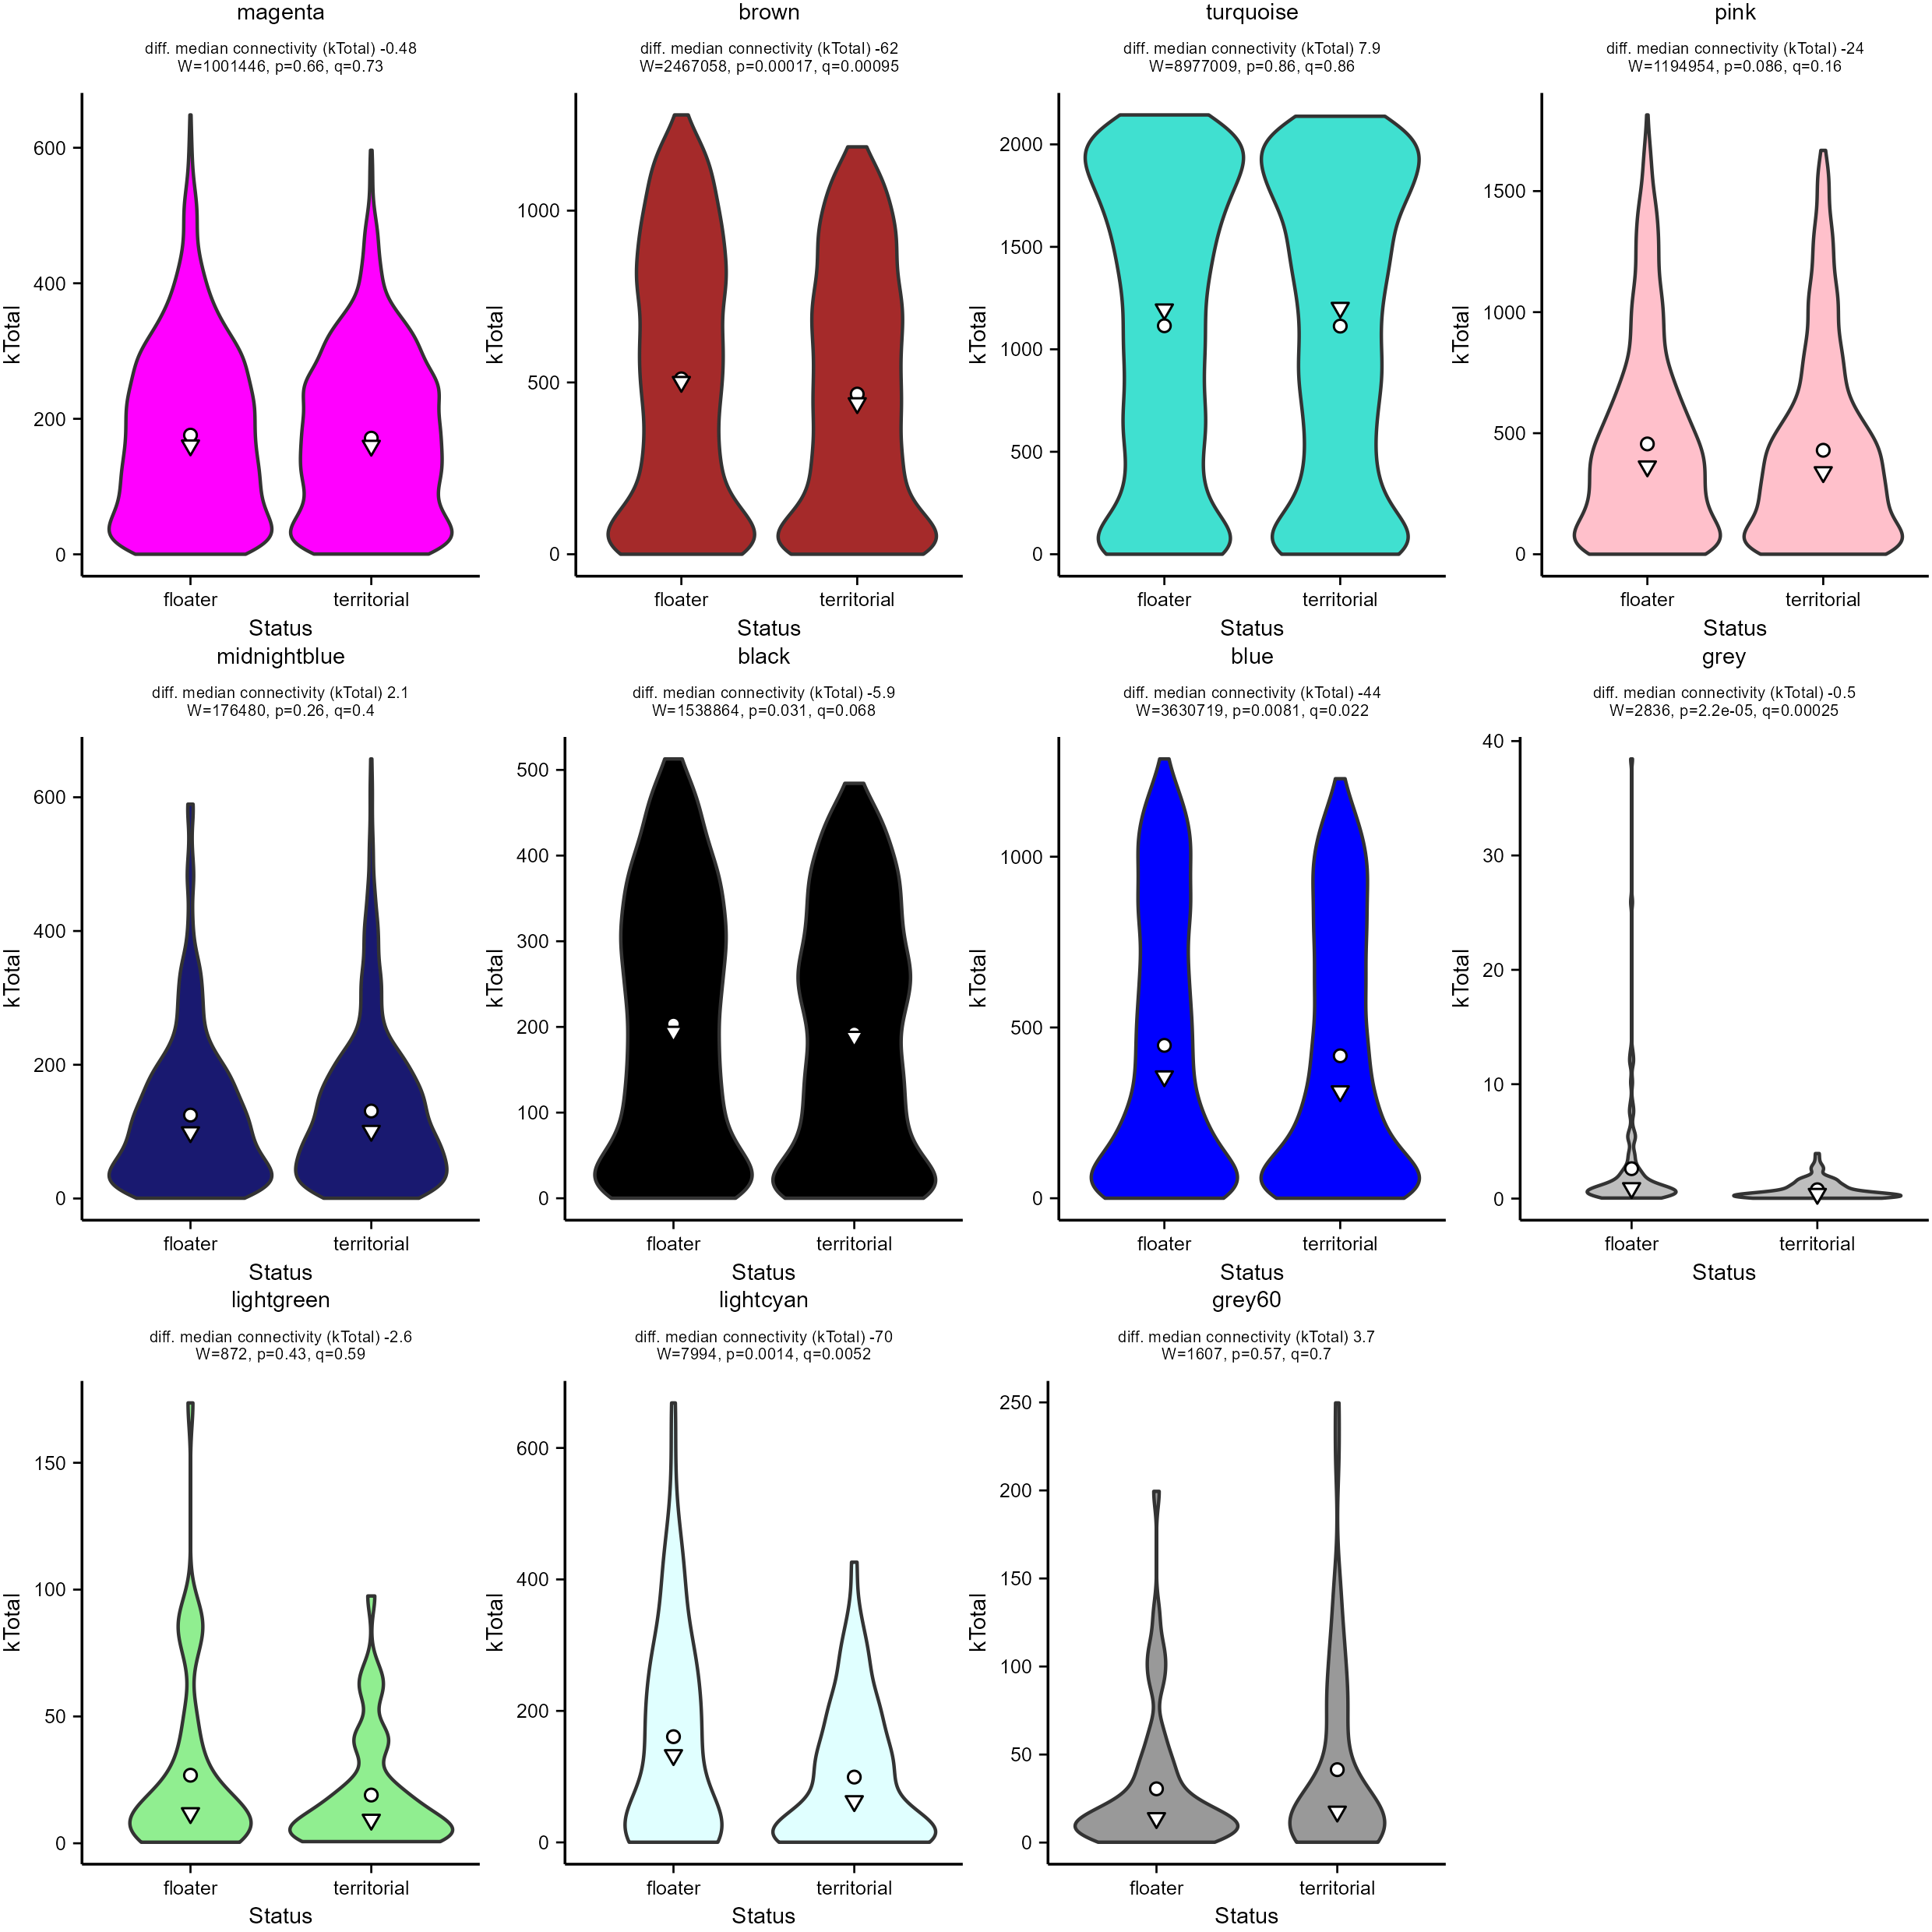 magenta
diff. median connectivity (kTotal) -0.48
W=1001446, p=0.66, q=0.73
kTotal
600
400
200
0
floater territorial
Status
brown
diff. median connectivity (kTotal) -62
W=2467058, p=0.00017, q=0.00095
kTotal
1000
500
0
floater territorial
Status
turquoise
diff. median connectivity (kTotal) 7.9
W=8977009, p=0.86, q=0.86
kTotal
2000
1500
1000
500
0
floater territorial
Status
pink
diff. median connectivity (kTotal) -24
W=1194954, p=0.086, q=0.16
kTotal
1500
1000
500
0
floater territorial
Status
midnightblue
diff. median connectivity (kTotal) 2.1
W=176480, p=0.26, q=0.4
kTotal
600
400
200
0
floater territorial
Status
black
diff. median connectivity (kTotal) -5.9
W=1538864, p=0.031, q=0.068
kTotal
500
400
300
200
100
0
floater territorial
Status
blue
diff. median connectivity (kTotal) -44
W=3630719, p=0.0081, q=0.022
kTotal
1000
500
0
floater territorial
Status
grey
diff. median connectivity (kTotal) -0.5
W=2836, p=2.2e-05, q=0.00025
kTotal
40
30
20
10
0
floater territorial
Status
lightgreen
diff. median connectivity (kTotal) -2.6
W=872, p=0.43, q=0.59
kTotal
150
100
50
0
floater territorial
Status
lightcyan
diff. median connectivity (kTotal) -70
W=7994, p=0.0014, q=0.0052
kTotal
600
400
200
0
floater territorial
Status
grey60
diff. median connectivity (kTotal) 3.7
W=1607, p=0.57, q=0.7
kTotal
250
200
150
100
50
0
floater territorial
Status